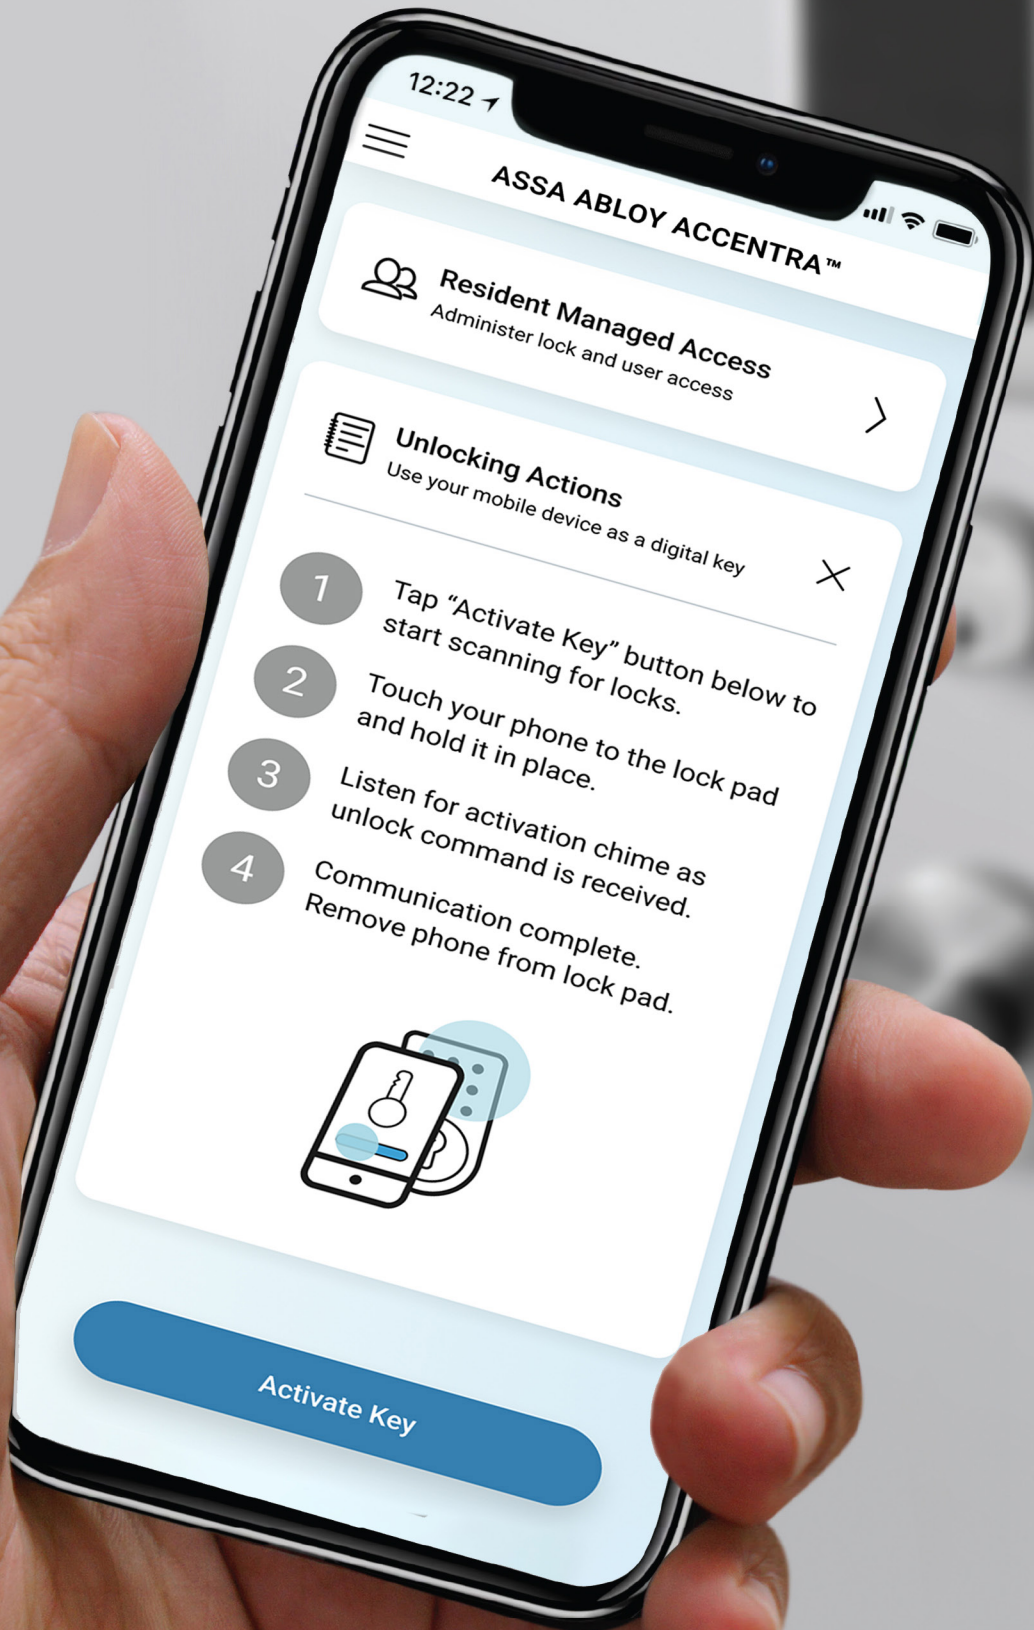 12:22
ASSA ABLOY ACCENTRA™
Resident Managed Access
Administer lock and user access
Unlocking Actions
Use your mobile device as a digital key
1
Tap “Activate Key” button below to
start scanning for locks.
2
Touch your phone to the lock pad
and hold it in place.
3
Listen for activation chime as
unlock command is received.
4
Communication complete.
Remove phone from lock pad.
Activate Key